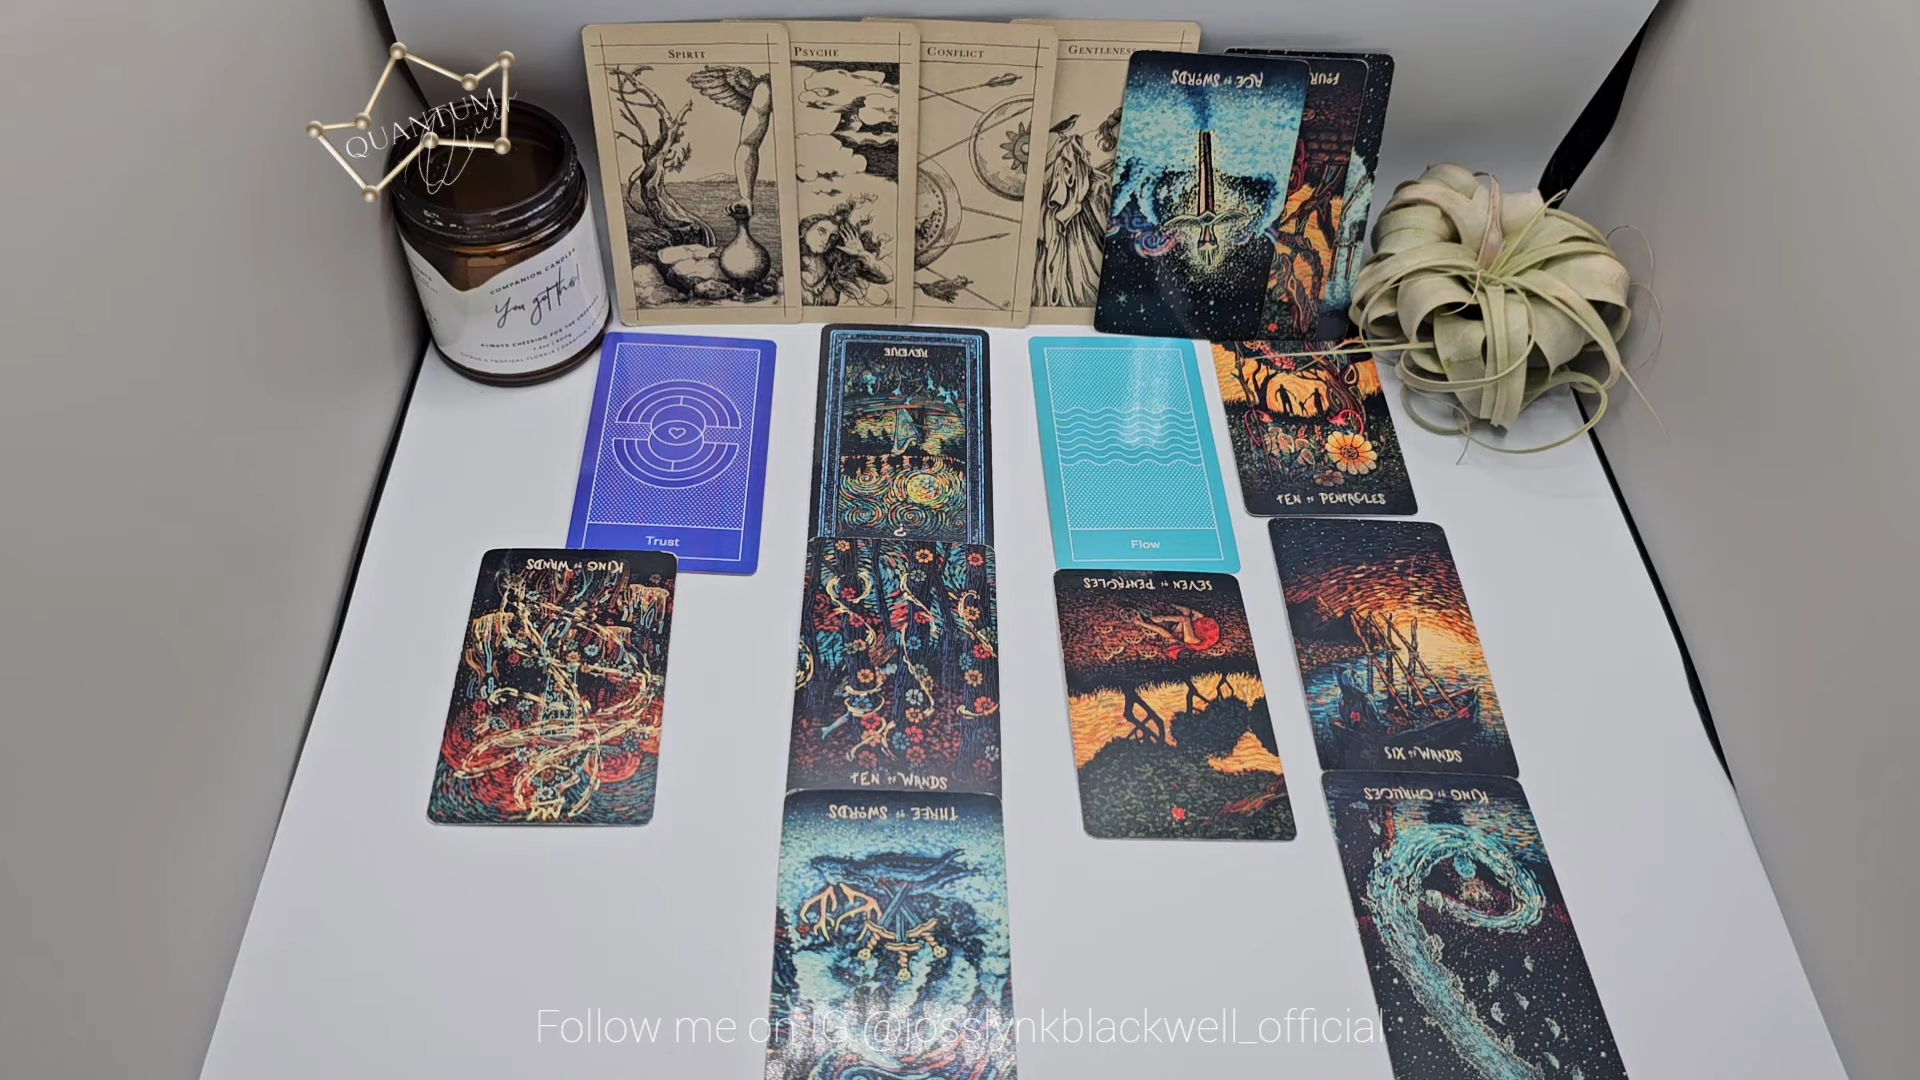 SPIRIT
PSYCHE
CONFLICT
GENTLENESS
ACE OF SWORDS
FOUR
QUANTUM
COMPANION CANDLES
you got this!
ALWAYS CHEERING FOR THE
REVERIE
Trust
Flow
TEN OF PENTACLES
KING OF WANDS
SEVEN OF PENTACLES
TEN OF WANDS
SIX OF WANDS
THREE OF SWORDS
KING OF CHALICES
Follow me on IG @josslynkblackwell_official